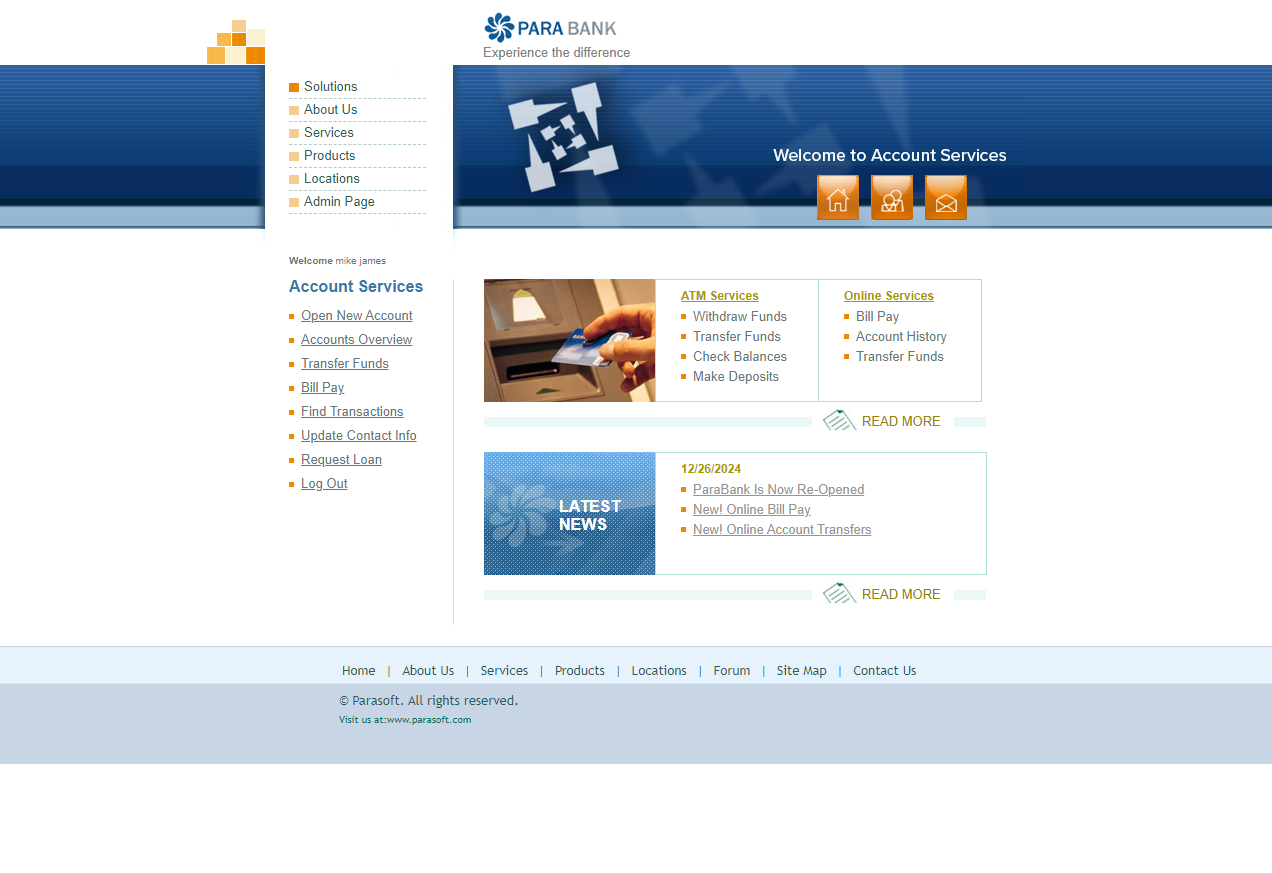 PARA BANK
Experience the difference
Solutions
About Us
Services
Products
Locations
Admin Page
Welcome to Account Services
Welcome mike james
Account Services
Open New Account
Accounts Overview
Transfer Funds
Bill Pay
Find Transactions
Update Contact Info
Request Loan
Log Out
ATM Services
Withdraw Funds
Transfer Funds
Check Balances
Make Deposits
Online Services
Bill Pay
Account History
Transfer Funds
READ MORE
LATEST
NEWS
12/26/2024
ParaBank Is Now Re-Opened
New! Online Bill Pay
New! Online Account Transfers
READ MORE
Home | About Us | Services | Products | Locations | Forum | Site Map | Contact Us
© Parasoft. All rights reserved.
Visit us at:www.parasoft.com